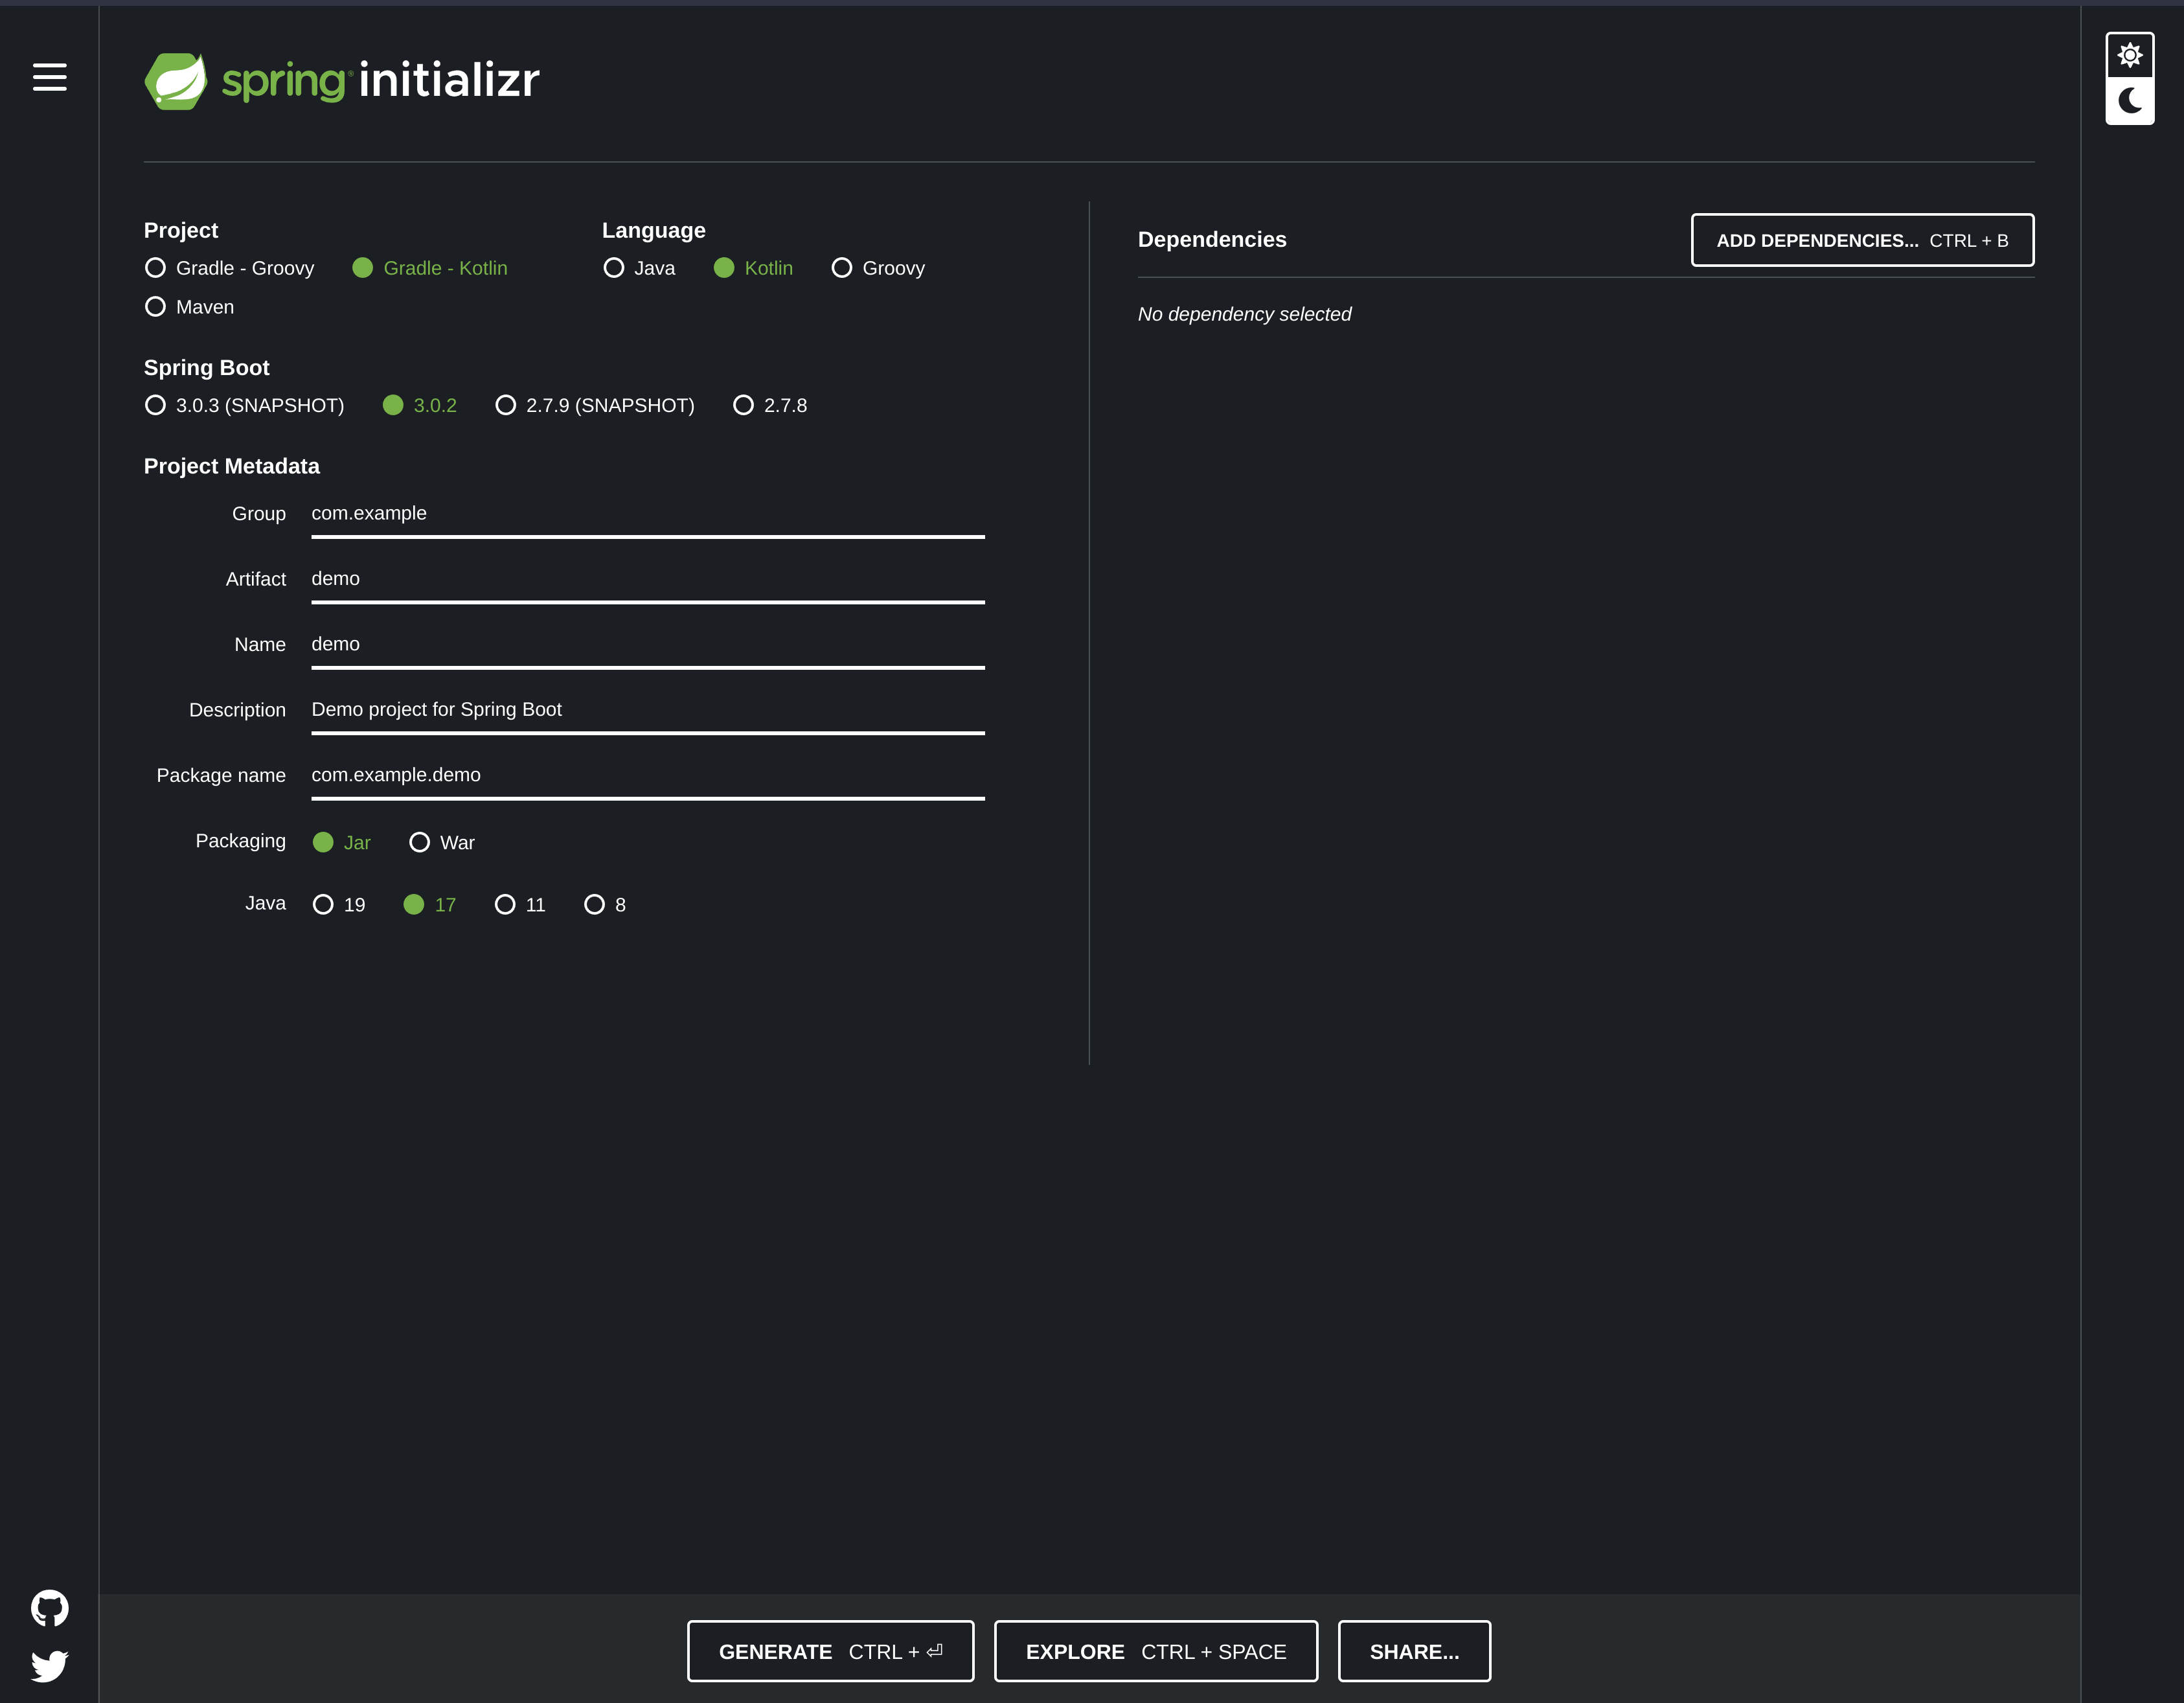 spring initializr
Project
Gradle - Groovy Gradle - Kotlin
Maven
Language
Java Kotlin Groovy
Spring Boot
3.0.3 (SNAPSHOT) 3.0.2 2.7.9 (SNAPSHOT) 2.7.8
Project Metadata
Group com.example
Artifact demo
Name demo
Description Demo project for Spring Boot
Package name com.example.demo
Packaging Jar War
Java 19 17 11 8
Dependencies
ADD DEPENDENCIES... CTRL + B
No dependency selected
GENERATE CTRL + ⏎
EXPLORE CTRL + SPACE
SHARE...